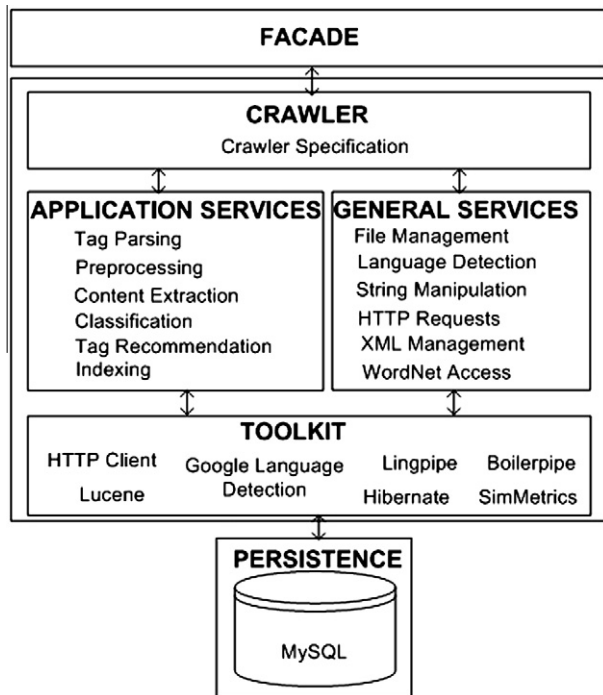 FACADE
CRAWLER
Crawler Specification
APPLICATION SERVICES
Tag Parsing
Preprocessing
Content Extraction
Classification
Tag Recommendation
Indexing
GENERAL SERVICES
File Management
Language Detection
String Manipulation
HTTP Requests
XML Management
WordNet Access
TOOLKIT
HTTP Client
Lucene
Google Language
Detection
Lingpipe
Hibernate
Boilerpipe
SimMetrics
PERSISTENCE
MySQL